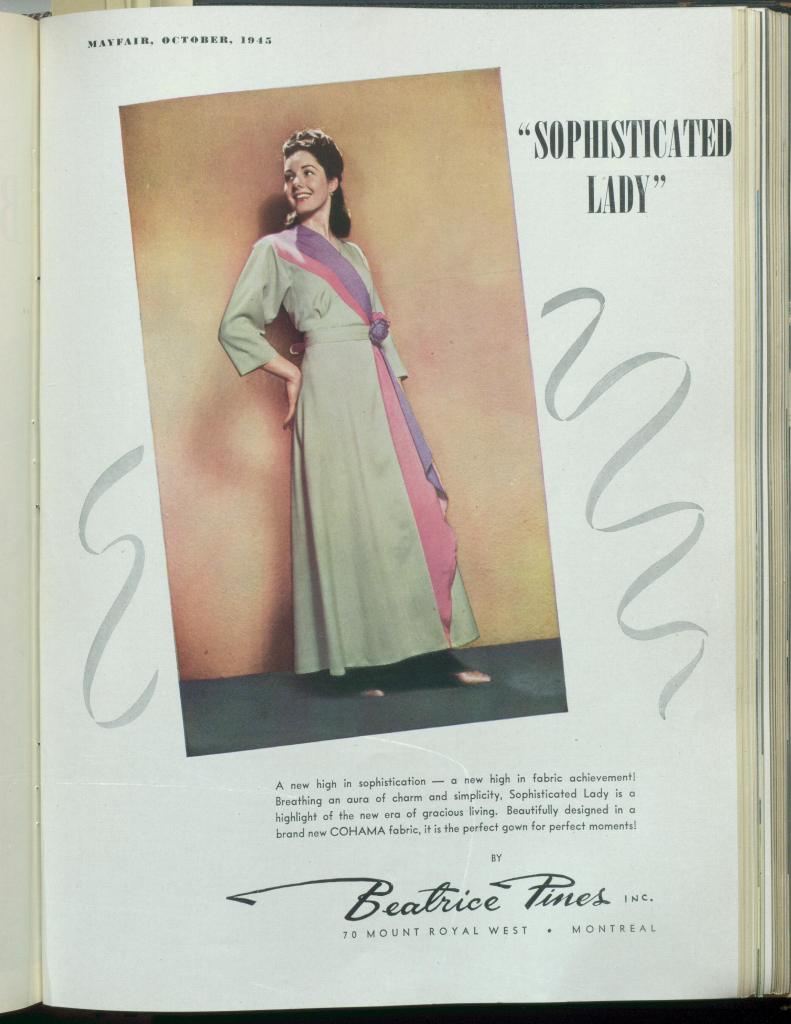 MAYFAIR, OCTOBER, 1945
"SOPHISTICATED
LADY"
A new high in sophistication — a new high in fabric achievement!
Breathing an aura of charm and simplicity, Sophisticated Lady is a
highlight of the new era of gracious living. Beautifully designed in a
brand new COHAMA fabric, it is the perfect gown for perfect moments!
BY
Beatrice Pines INC.
70 MOUNT ROYAL WEST • MONTREAL